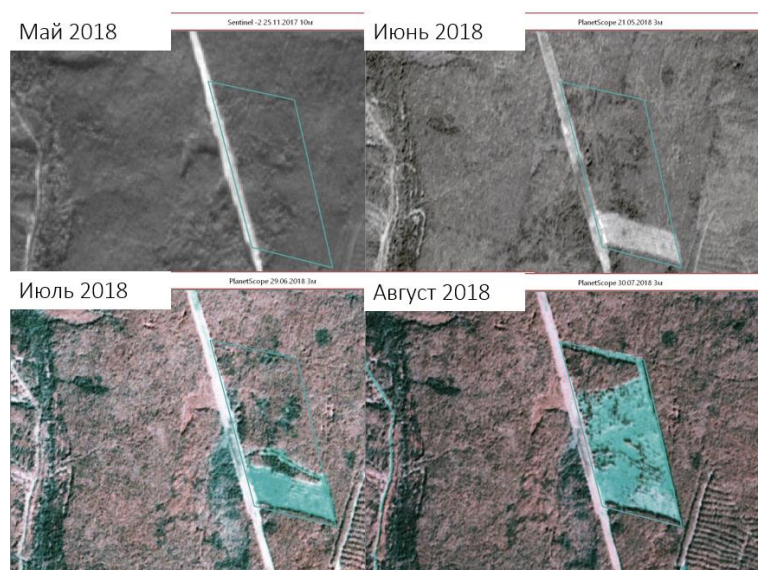 Май 2018
Sentinel -2 25.11.2017 10м
Июнь 2018
PlanetScope 21.05.2018 3м
Июль 2018
PlanetScope 29.06.2018 3м
Август 2018
PlanetScope 30.07.2018 3м